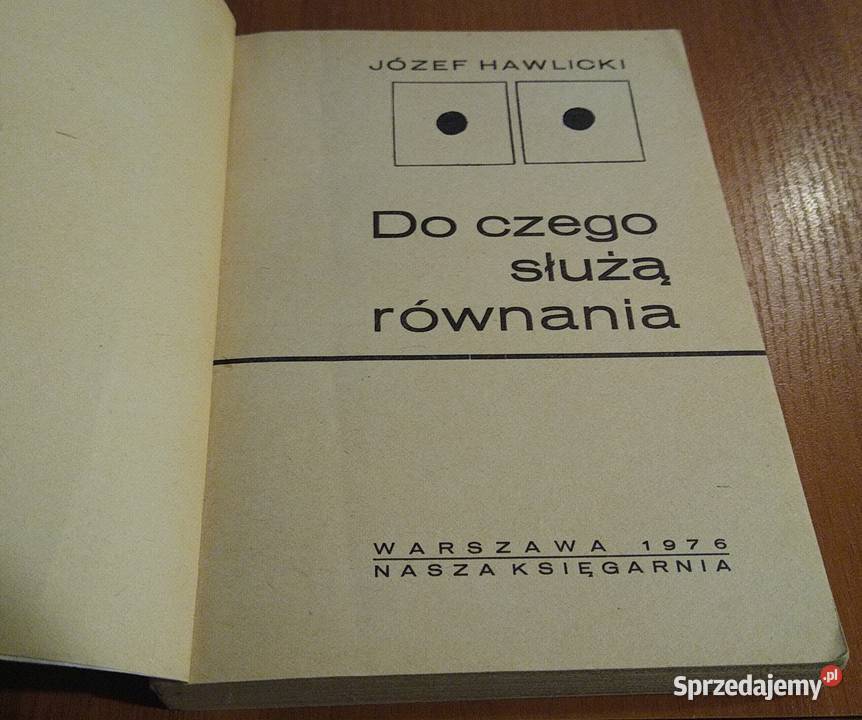 JÓZEF HAWLICKI
Do czego
służą
równania
WARSZAWA 1976
NASZA KSIĘGARNIA
Sprzedajemy.pl